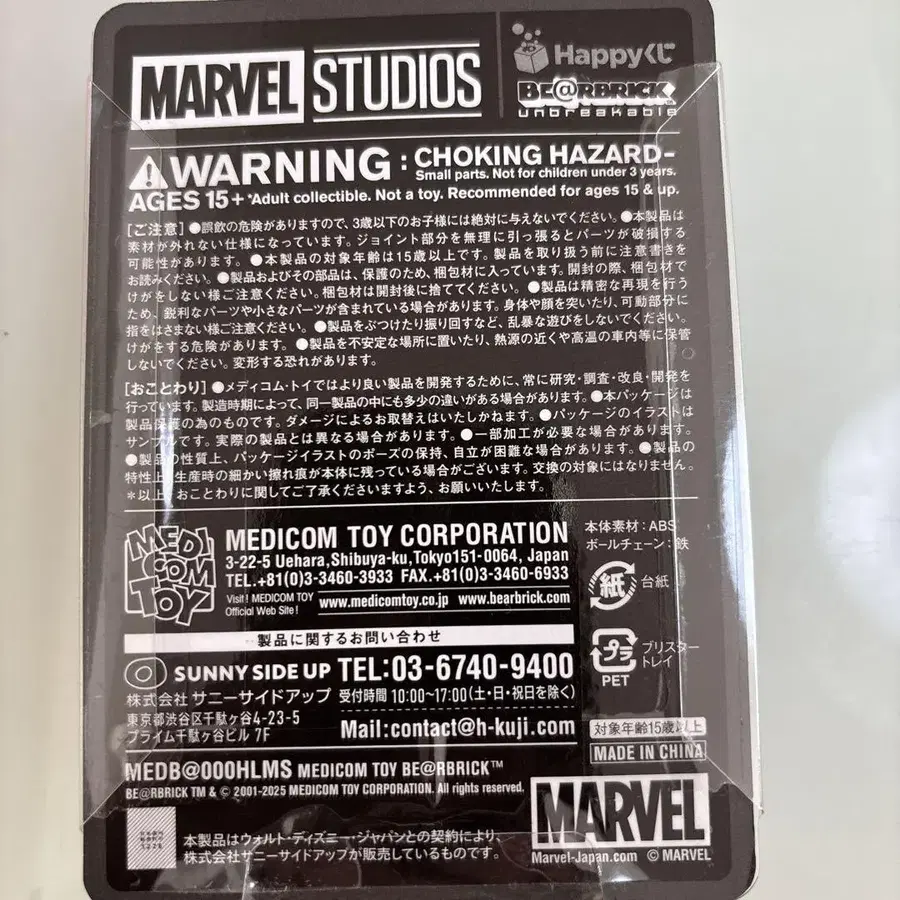 MARVEL STUDIOS
Happyくじ
BE@RBRICK
unbreakable
WARNING : CHOKING HAZARD-
Small parts. Not for children under 3 years.
AGES 15+ *Adult collectible. Not a toy. Recommended for ages 15 & up.
[ご注意] ●誤飲の危険がありますので、3歳以下のお子様には絶対に与えないでください。●本製品は
素材が外れない仕様になっています。ジョイント部分を無理に引っ張るとパーツが破損する
可能性があります。 ●本製品の対象年齢は15歳以上です。製品を取り扱う前に注意書きを
お読みください。●製品およびその部品は、保護のため、梱包材に入っています。開封の際、梱包材で
けがをしない様ご注意ください。梱包材は開封後に捨ててください。 ●製品は精密な再現を行う
ため、鋭利なパーツや小さなパーツが含まれている場合があります。身体や顔を突いたり、可動部分に
指をはさまない様ご注意ください。 ●製品をぶつけたり振り回すなど、乱暴な遊びをしないでください。
けがをする危険があります。 ●製品を不安定な場所に置いたり、熱源の近くや高温の車内等に保管
しないでください。変形する恐れがあります。
[おことわり] ●メディコム・トイではより良い製品を開発するために、常に研究・調査・改良・開発を
行っています。製造時期によって、同一製品の中にも多少の違いがある場合があります。 ●本パッケージは
製品保護の為のものです。ダメージによるお取替えはいたしかねます。 ●パッケージのイラストは
サンプルです。実際の製品とは異なる場合があります。 ●一部加工が必要な場合があります。
●製品の性質上、パッケージイラストのポーズの保持、自立が困難な場合があります。 ●製品の
特性上、生産時の細かい擦れ痕が本体に残っている場合がございます。交換の対象にはなりません。
*以上、おことわりに関してご了承くださいますよう、お願いいたします。
MEDI
COM
TOY
MEDICOM TOY CORPORATION
3-22-5 Uehara,Shibuya-ku,Tokyo151-0064, Japan
TEL.+81(0)3-3460-3933 FAX.+81(0)3-3460-6933
Visit! MEDICOM TOY
Official Web Site! www.medicomtoy.co.jp www.bearbrick.com
本体素材：ABS
ボールチェーン：鉄
紙 台紙
製品に関するお問い合わせ
SUNNY SIDE UP TEL:03-6740-9400
株式会社 サニーサイドアップ 受付時間 10:00〜17:00(土・日・祝日を除く)
東京都渋谷区千駄ヶ谷4-23-5
プライム千駄ヶ谷ビル 7F
Mail:contact@h-kuji.com
プラ ブリスター
トレイ
PET
対象年齢15歳以上
MADE IN CHINA
MEDB@000HLMS MEDICOM TOY BE@RBRICK™
BE@RBRICK TM & © 2001-2025 MEDICOM TOY CORPORATION. All rights reserved.
本製品はウォルト・ディズニー・ジャパンとの契約により、
株式会社サニーサイドアップが販売しているものです。
MARVEL
Marvel-Japan.com © MARVEL